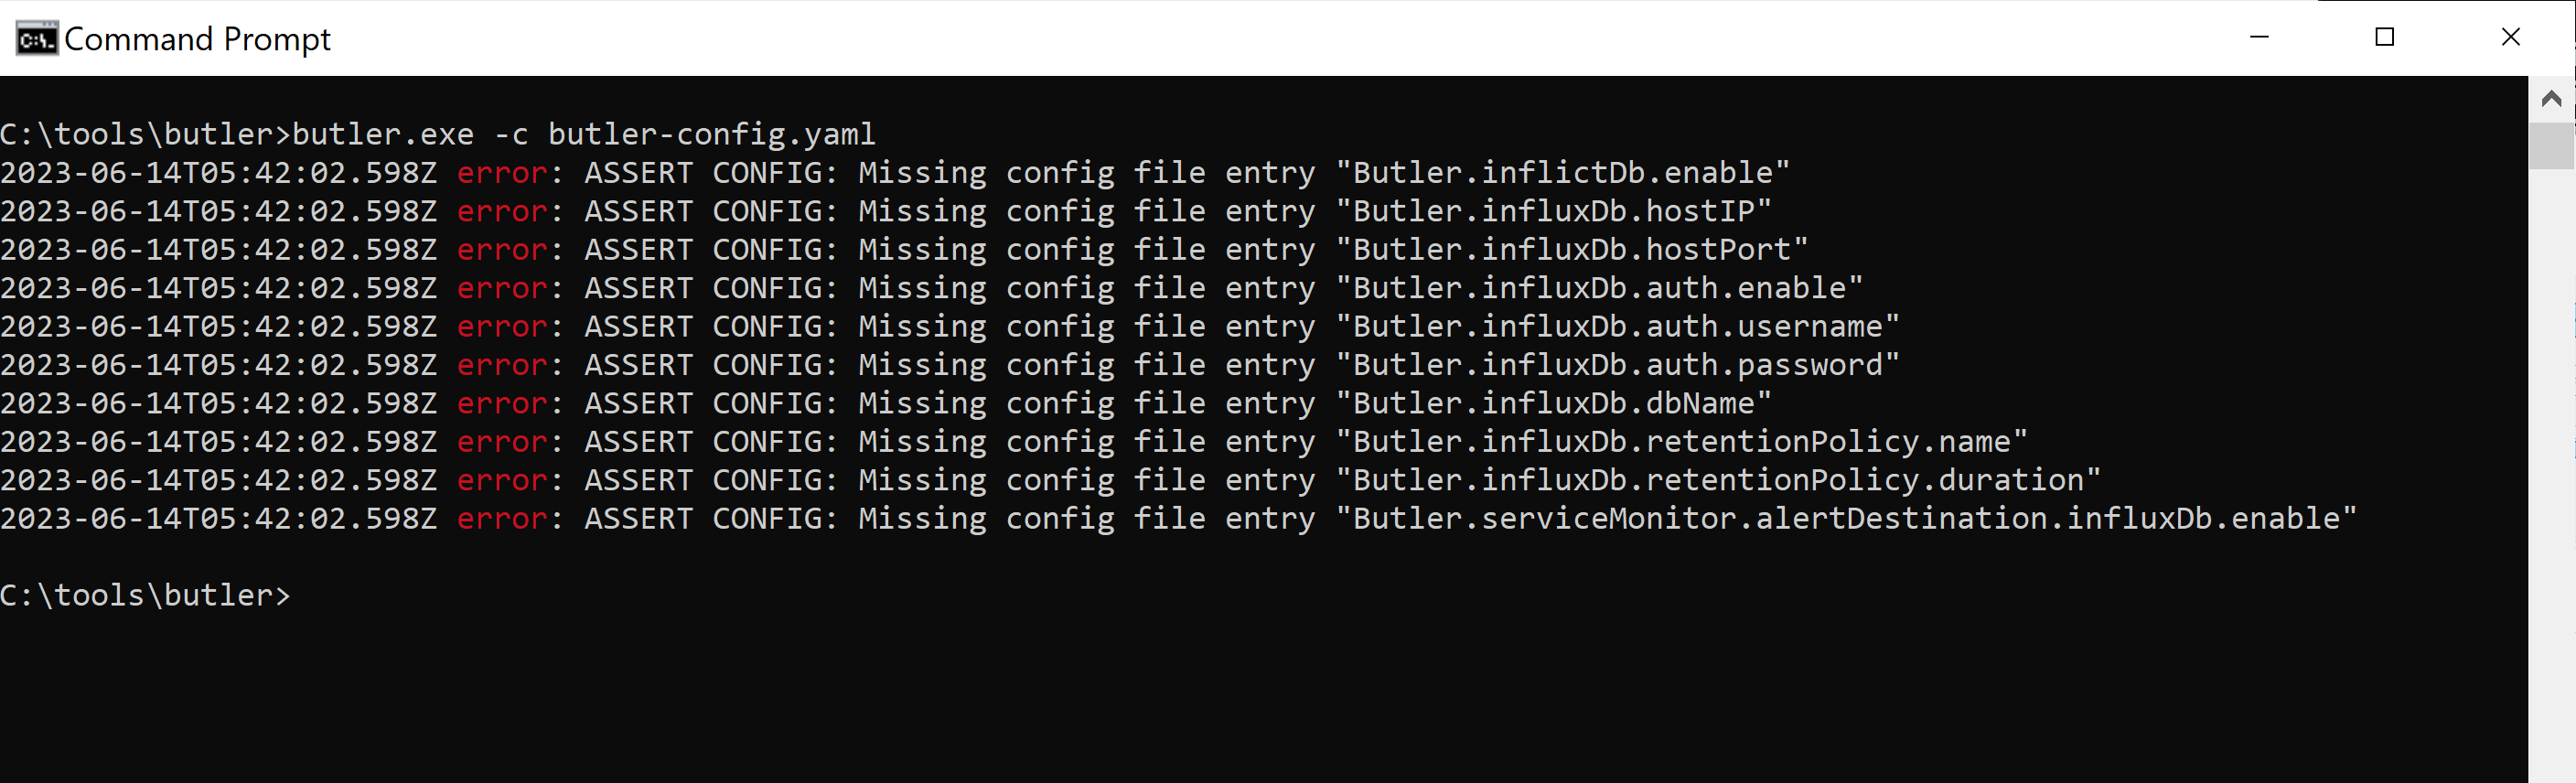 Command Prompt
C:\tools\butler>butler.exe -c butler-config.yaml
2023-06-14T05:42:02.598Z error: ASSERT CONFIG: Missing config file entry "Butler.inflictDb.enable"
2023-06-14T05:42:02.598Z error: ASSERT CONFIG: Missing config file entry "Butler.influxDb.hostIP"
2023-06-14T05:42:02.598Z error: ASSERT CONFIG: Missing config file entry "Butler.influxDb.hostPort"
2023-06-14T05:42:02.598Z error: ASSERT CONFIG: Missing config file entry "Butler.influxDb.auth.enable"
2023-06-14T05:42:02.598Z error: ASSERT CONFIG: Missing config file entry "Butler.influxDb.auth.username"
2023-06-14T05:42:02.598Z error: ASSERT CONFIG: Missing config file entry "Butler.influxDb.auth.password"
2023-06-14T05:42:02.598Z error: ASSERT CONFIG: Missing config file entry "Butler.influxDb.dbName"
2023-06-14T05:42:02.598Z error: ASSERT CONFIG: Missing config file entry "Butler.influxDb.retentionPolicy.name"
2023-06-14T05:42:02.598Z error: ASSERT CONFIG: Missing config file entry "Butler.influxDb.retentionPolicy.duration"
2023-06-14T05:42:02.598Z error: ASSERT CONFIG: Missing config file entry "Butler.serviceMonitor.alertDestination.influxDb.enable"
C:\tools\butler>